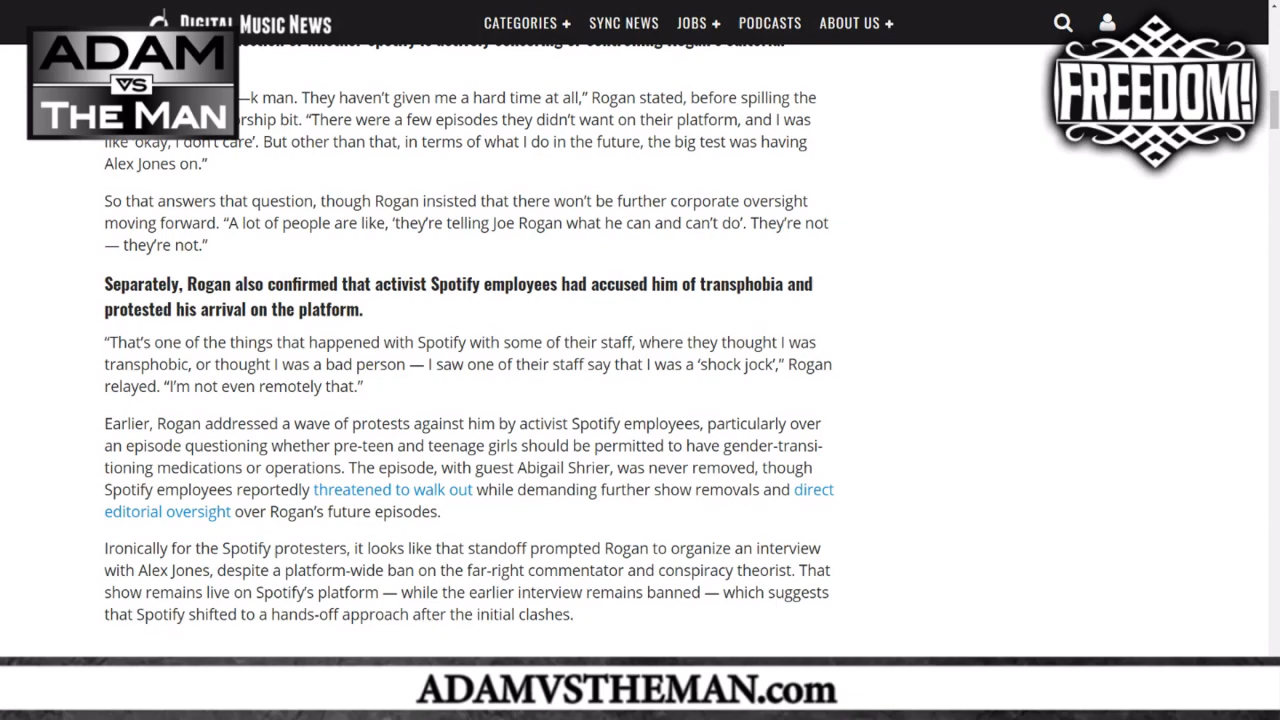 DIGITAL MUSIC NEWS
CATEGORIES +
SYNC NEWS
JOBS +
PODCASTS
ABOUT US +
ADAM
VS
THE MAN
FREEDOM!
—k man. They haven’t given me a hard time at all,” Rogan stated, before spilling the
bit. “There were a few episodes they didn’t want on their platform, and I was
like ‘okay, I don’t care’. But other than that, in terms of what I do in the future, the big test was having
Alex Jones on.”
So that answers that question, though Rogan insisted that there won’t be further corporate oversight
moving forward. “A lot of people are like, ‘they’re telling Joe Rogan what he can and can’t do’. They’re not
— they’re not.”
Separately, Rogan also confirmed that activist Spotify employees had accused him of transphobia and
protested his arrival on the platform.
“That’s one of the things that happened with Spotify with some of their staff, where they thought I was
transphobic, or thought I was a bad person — I saw one of their staff say that I was a ‘shock jock’,” Rogan
relayed. “I’m not even remotely that.”
Earlier, Rogan addressed a wave of protests against him by activist Spotify employees, particularly over
an episode questioning whether pre-teen and teenage girls should be permitted to have gender-transi-
tioning medications or operations. The episode, with guest Abigail Shrier, was never removed, though
Spotify employees reportedly threatened to walk out while demanding further show removals and direct
editorial oversight over Rogan’s future episodes.
Ironically for the Spotify protesters, it looks like that standoff prompted Rogan to organize an interview
with Alex Jones, despite a platform-wide ban on the far-right commentator and conspiracy theorist. That
show remains live on Spotify’s platform — while the earlier interview remains banned — which suggests
that Spotify shifted to a hands-off approach after the initial clashes.
ADAMVSTHEMAN.com